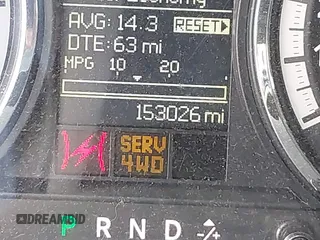 AVG: 14.3 RESET
DTE: 63 mi
MPG 10 20
153026 mi
SERV
4WD
DREAMBID
P R N D